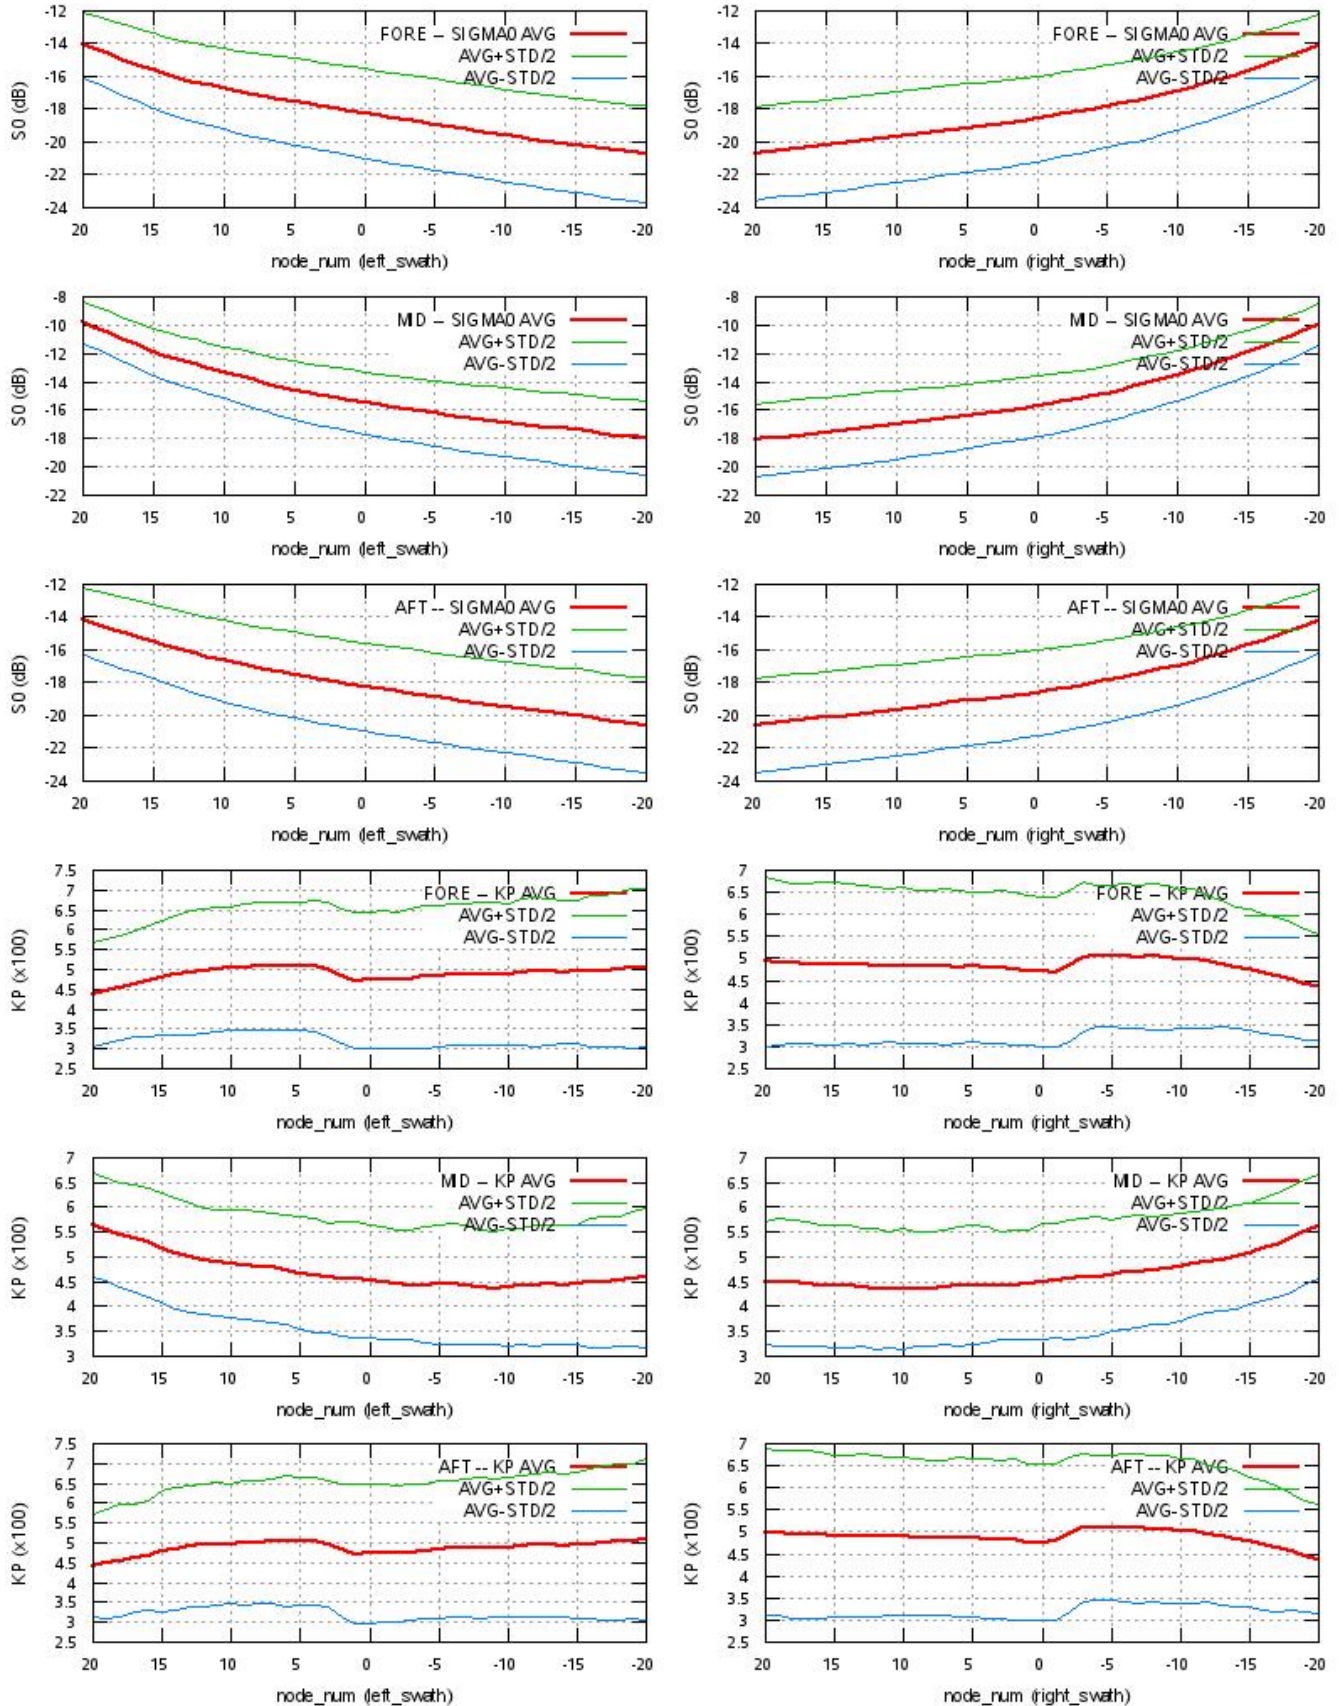 -12
-14
-16
-18
-20
-22
-24
S0 (dB)
FORE -- SIGMA0 AVG
AVG+STD/2
AVG-STD/2
20 15 10 5 0 -5 -10 -15 -20
node_num (left_swath)
-12
-14
-16
-18
-20
-22
-24
S0 (dB)
FORE -- SIGMA0 AVG
AVG+STD/2
AVG-STD/2
20 15 10 5 0 -5 -10 -15 -20
node_num (right_swath)
-8
-10
-12
-14
-16
-18
-20
-22
S0 (dB)
MID -- SIGMA0 AVG
AVG+STD/2
AVG-STD/2
20 15 10 5 0 -5 -10 -15 -20
node_num (left_swath)
-8
-10
-12
-14
-16
-18
-20
-22
S0 (dB)
MID -- SIGMA0 AVG
AVG+STD/2
AVG-STD/2
20 15 10 5 0 -5 -10 -15 -20
node_num (right_swath)
-12
-14
-16
-18
-20
-22
-24
S0 (dB)
AFT -- SIGMA0 AVG
AVG+STD/2
AVG-STD/2
20 15 10 5 0 -5 -10 -15 -20
node_num (left_swath)
-12
-14
-16
-18
-20
-22
-24
S0 (dB)
AFT -- SIGMA0 AVG
AVG+STD/2
AVG-STD/2
20 15 10 5 0 -5 -10 -15 -20
node_num (right_swath)
7.5
7
6.5
6
5.5
5
4.5
4
3.5
3
2.5
KP (x100)
FORE -- KP AVG
AVG+STD/2
AVG-STD/2
20 15 10 5 0 -5 -10 -15 -20
node_num (left_swath)
7
6.5
6
5.5
5
4.5
4
3.5
3
2.5
KP (x100)
FORE -- KP AVG
AVG+STD/2
AVG-STD/2
20 15 10 5 0 -5 -10 -15 -20
node_num (right_swath)
7
6.5
6
5.5
5
4.5
4
3.5
3
KP (x100)
MID -- KP AVG
AVG+STD/2
AVG-STD/2
20 15 10 5 0 -5 -10 -15 -20
node_num (left_swath)
7
6.5
6
5.5
5
4.5
4
3.5
3
KP (x100)
MID -- KP AVG
AVG+STD/2
AVG-STD/2
20 15 10 5 0 -5 -10 -15 -20
node_num (right_swath)
7.5
7
6.5
6
5.5
5
4.5
4
3.5
3
2.5
KP (x100)
AFT -- KP AVG
AVG+STD/2
AVG-STD/2
20 15 10 5 0 -5 -10 -15 -20
node_num (left_swath)
7
6.5
6
5.5
5
4.5
4
3.5
3
2.5
KP (x100)
AFT -- KP AVG
AVG+STD/2
AVG-STD/2
20 15 10 5 0 -5 -10 -15 -20
node_num (right_swath)